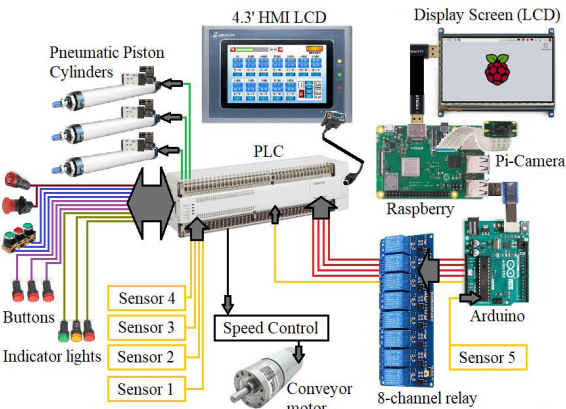 4.3' HMI LCD
Display Screen (LCD)
Pneumatic Piston
Cylinders
PLC
Pi-Camera
Raspberry
Buttons
Sensor 4
Sensor 3
Sensor 2
Sensor 1
Indicator lights
Speed Control
Conveyor
motor
Arduino
Sensor 5
8-channel relay